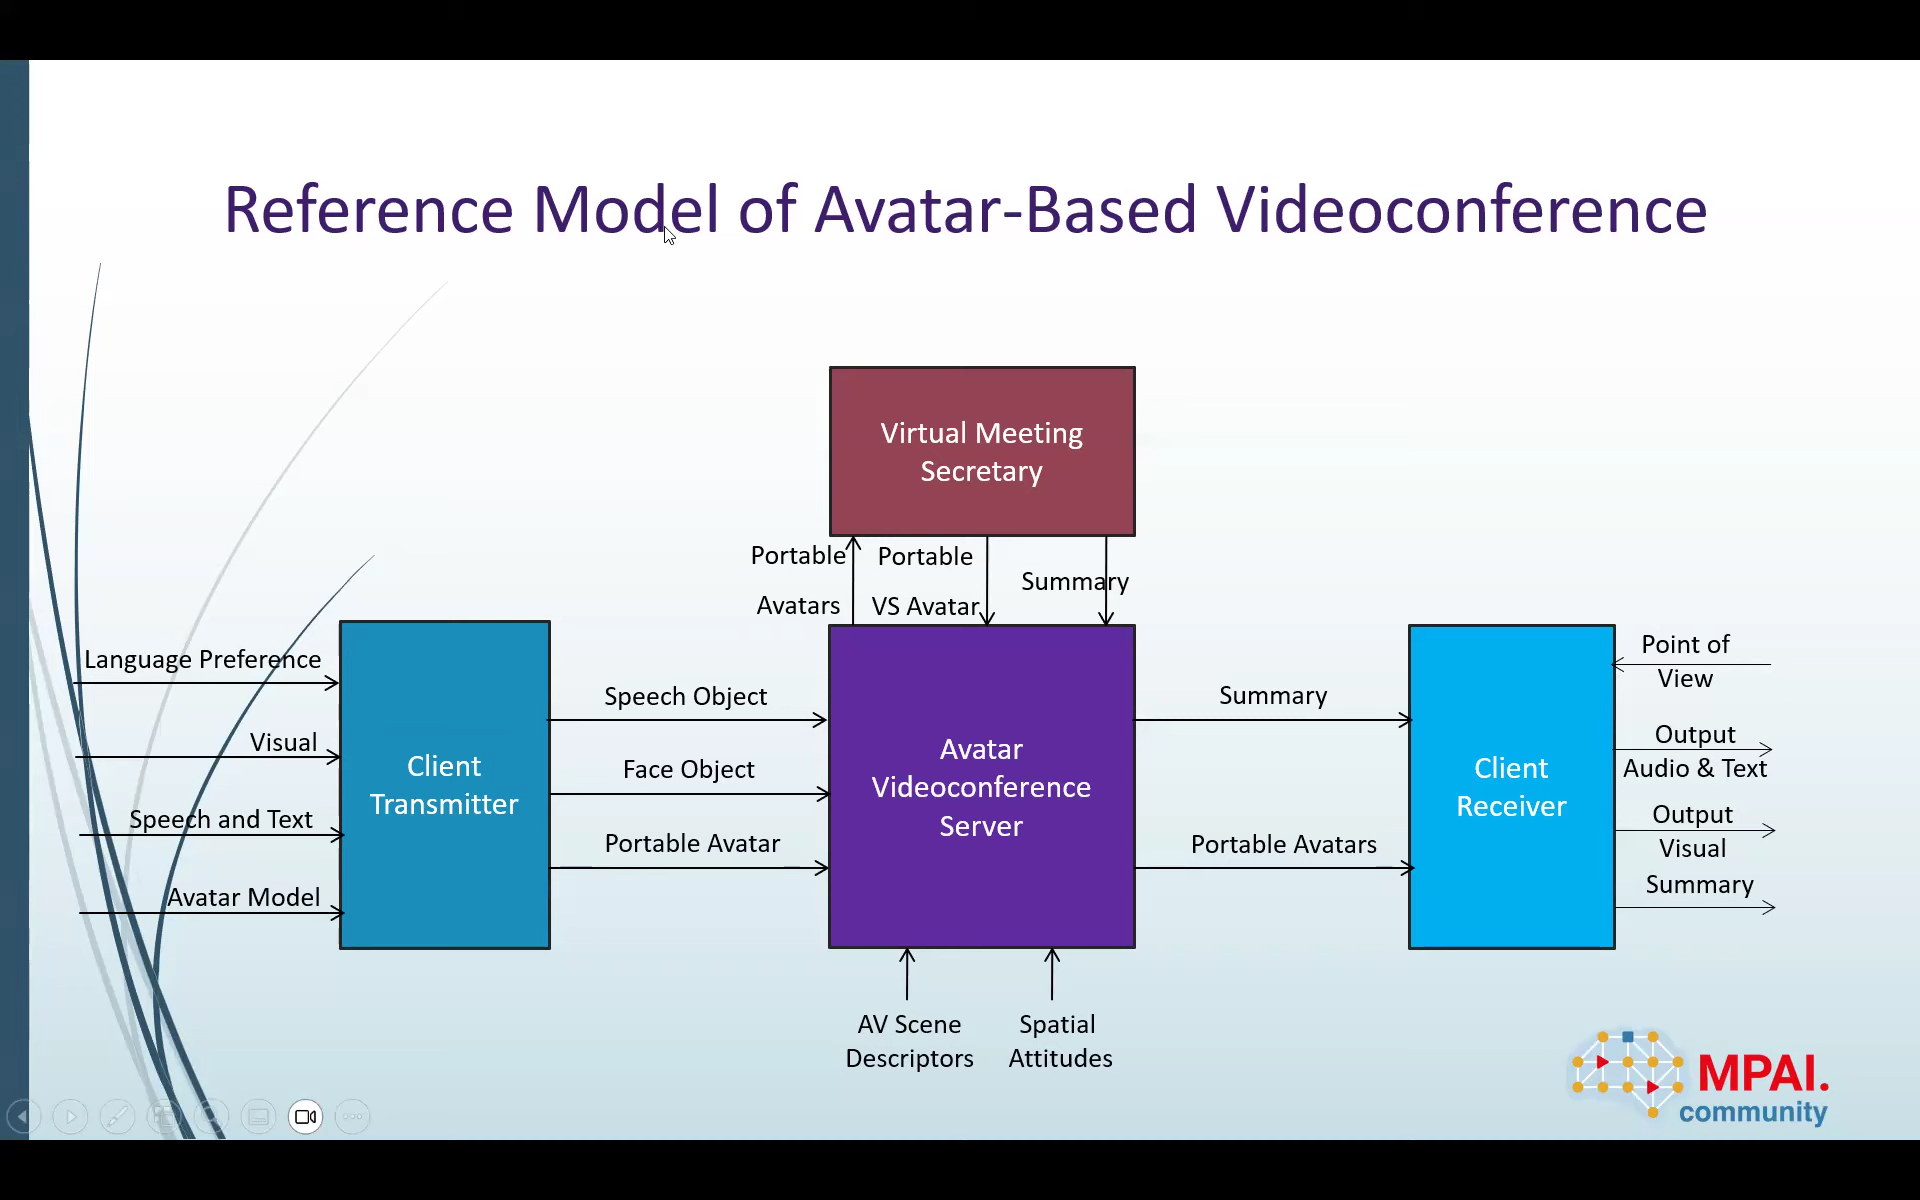 Reference Model of Avatar-Based Videoconference
Virtual Meeting
Secretary
Portable
Avatars
Portable
VS Avatar
Summary
Language Preference
Visual
Speech and Text
Avatar Model
Client
Transmitter
Speech Object
Face Object
Portable Avatar
Avatar
Videoconference
Server
Summary
Portable Avatars
Client
Receiver
Point of
View
Output
Audio & Text
Output
Visual
Summary
AV Scene
Descriptors
Spatial
Attitudes
MPAI.
community